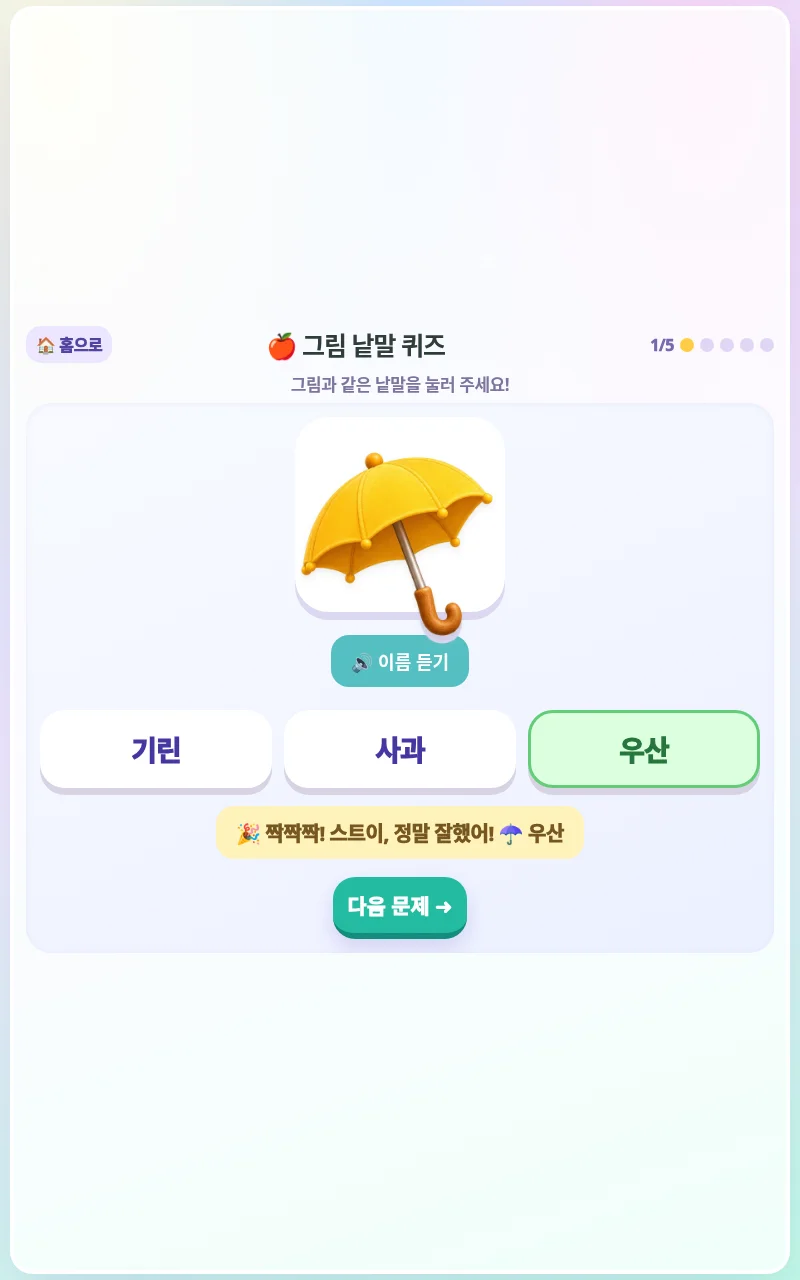 🏠 홈으로
🍎 그림 낱말 퀴즈
1/5
그림과 같은 낱말을 눌러 주세요!
🔊 이름 듣기
기린
사과
우산
🎉 짝짝짝! 스트이, 정말 잘했어! ☂️ 우산
다음 문제 →